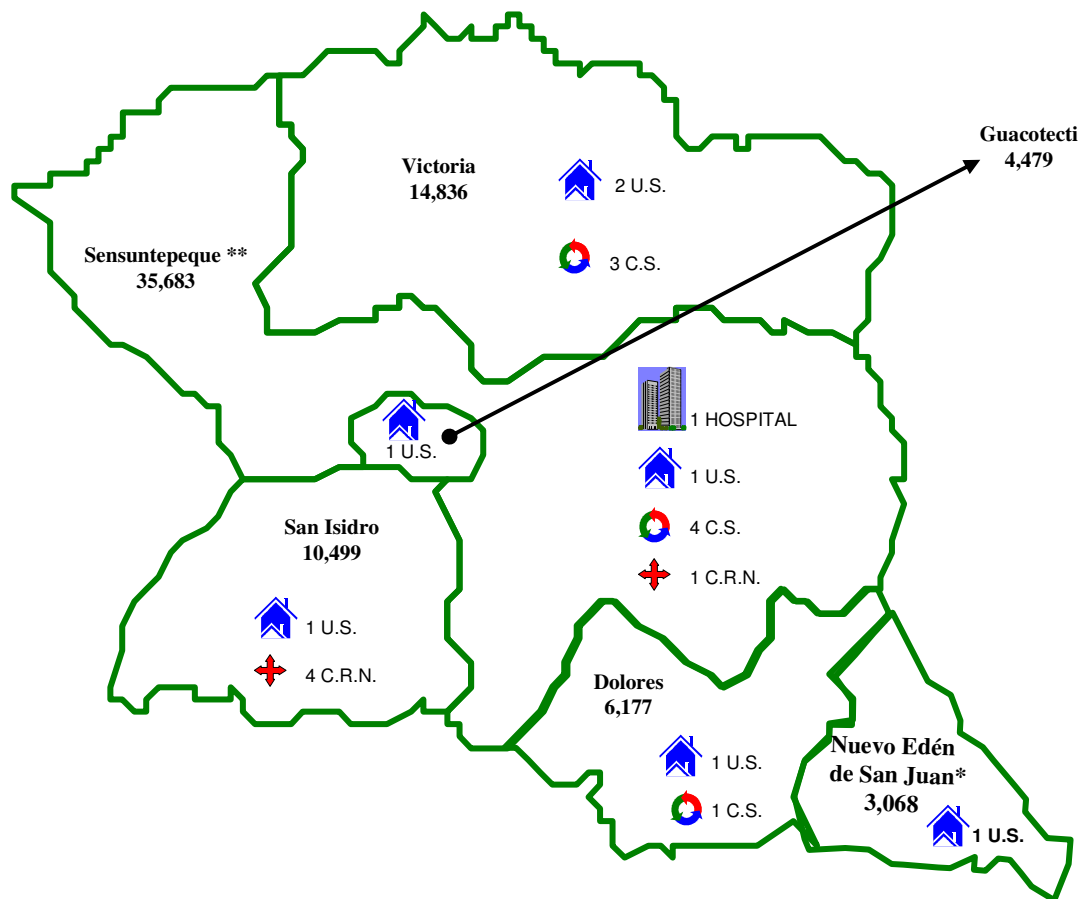 Guacotecti
4,479
Victoria
14,836
2 U.S.
3 C.S.
Sensuntepeque **
35,683
1 HOSPITAL
1 U.S.
4 C.S.
1 C.R.N.
1 U.S.
San Isidro
10,499
1 U.S.
4 C.R.N.
Dolores
6,177
1 U.S.
1 C.S.
Nuevo Edén
de San Juan*
3,068
1 U.S.